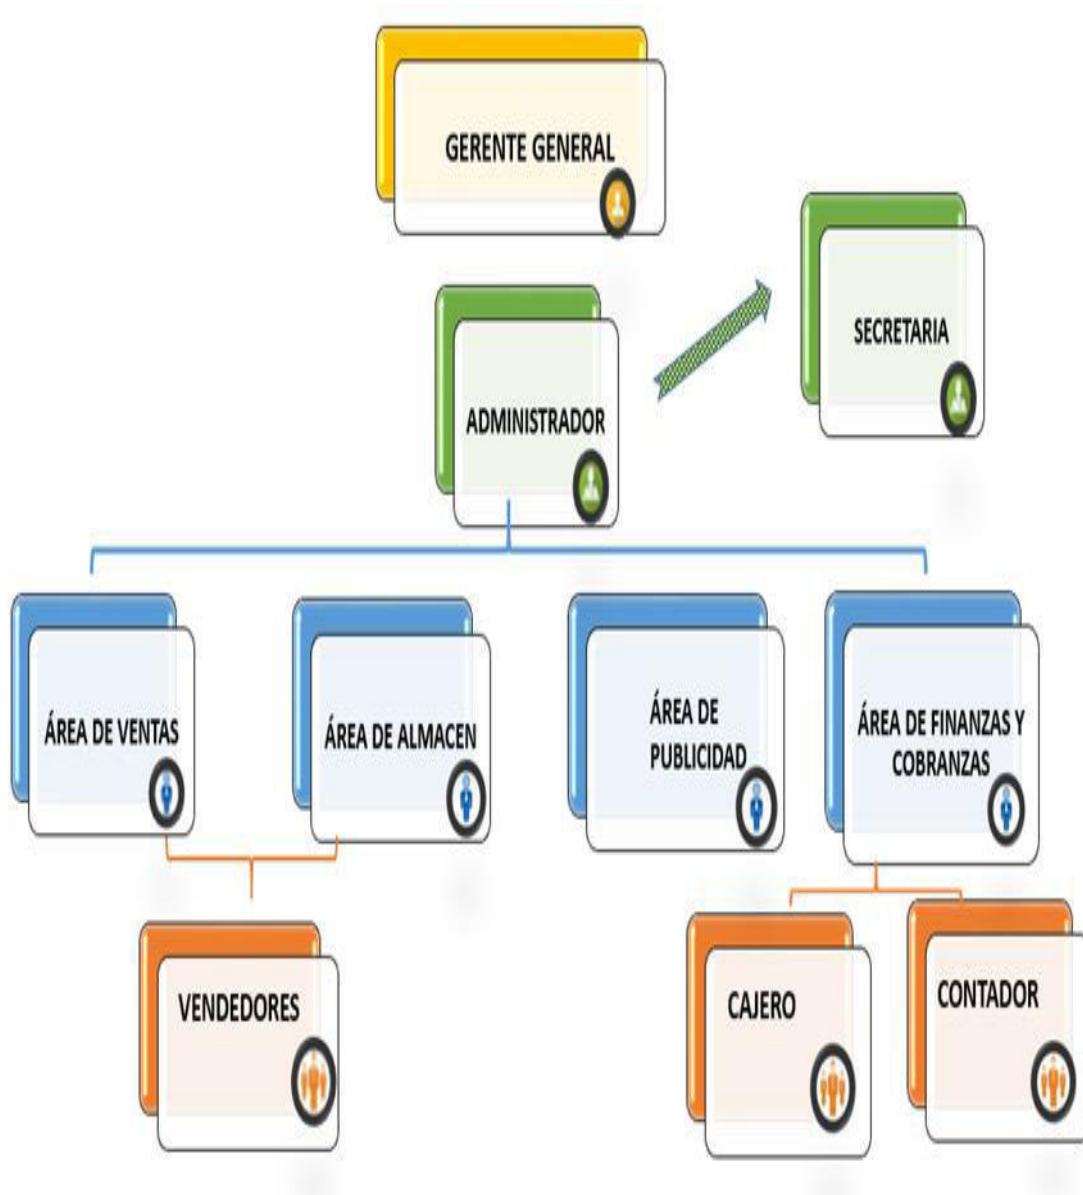 GERENTE GENERAL
SECRETARIA
ADMINISTRADOR
ÁREA DE VENTAS
ÁREA DE ALMACEN
ÁREA DE
PUBLICIDAD
ÁREA DE FINANZAS Y
COBRANZAS
VENDEDORES
CAJERO
CONTADOR